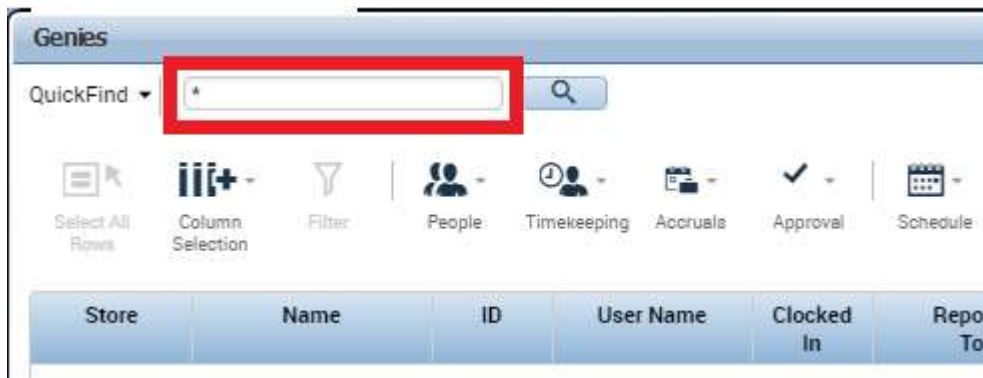 Genies
QuickFind
*
Select All
Rows
Column
Selection
Filter
People
Timekeeping
Accruals
Approval
Schedule
Store
Name
ID
User Name
Clocked
In
Repo
To